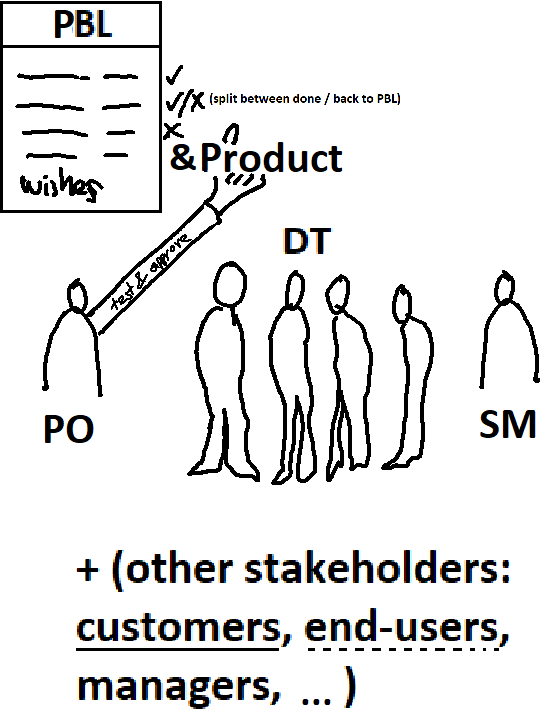 PBL
✓
✓/x (split between done / back to PBL)
x
wishes
& Product
DT
test & approve
PO
SM
+ (other stakeholders:
customers, end-users,
managers, ... )